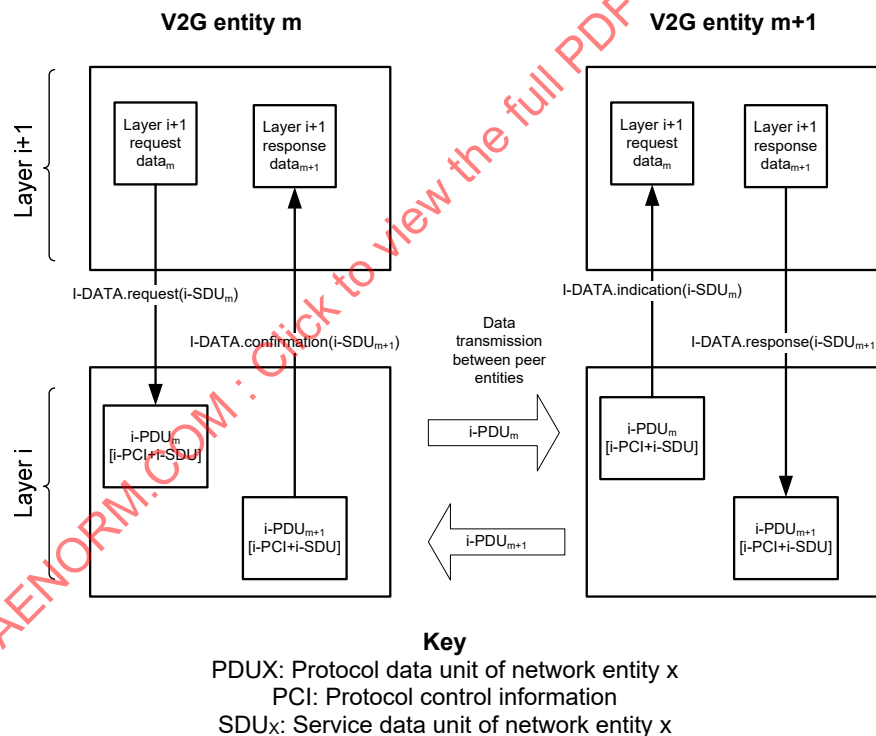 V2G entity m
V2G entity m+1
Layer i+1
Layer i+1
request
dataₘ
Layer i+1
response
dataₘ₊₁
Layer i+1
request
dataₘ
Layer i+1
response
dataₘ₊₁
I-DATA.request(i-SDUₘ)
I-DATA.confirmation(i-SDUₘ₊₁)
Data
transmission
between peer
entities
I-DATA.indication(i-SDUₘ)
I-DATA.response(i-SDUₘ₊₁
Layer i
i-PDUₘ
[i-PCI+i-SDU]
i-PDUₘ₊₁
[i-PCI+i-SDU]
i-PDUₘ
i-PDUₘ₊₁
i-PDUₘ
[i-PCI+i-SDU]
i-PDUₘ₊₁
[i-PCI+i-SDU]
Key
PDUX: Protocol data unit of network entity x
PCI: Protocol control information
SDUₓ: Service data unit of network entity x
AENORM.COM : Click to view the full PDF